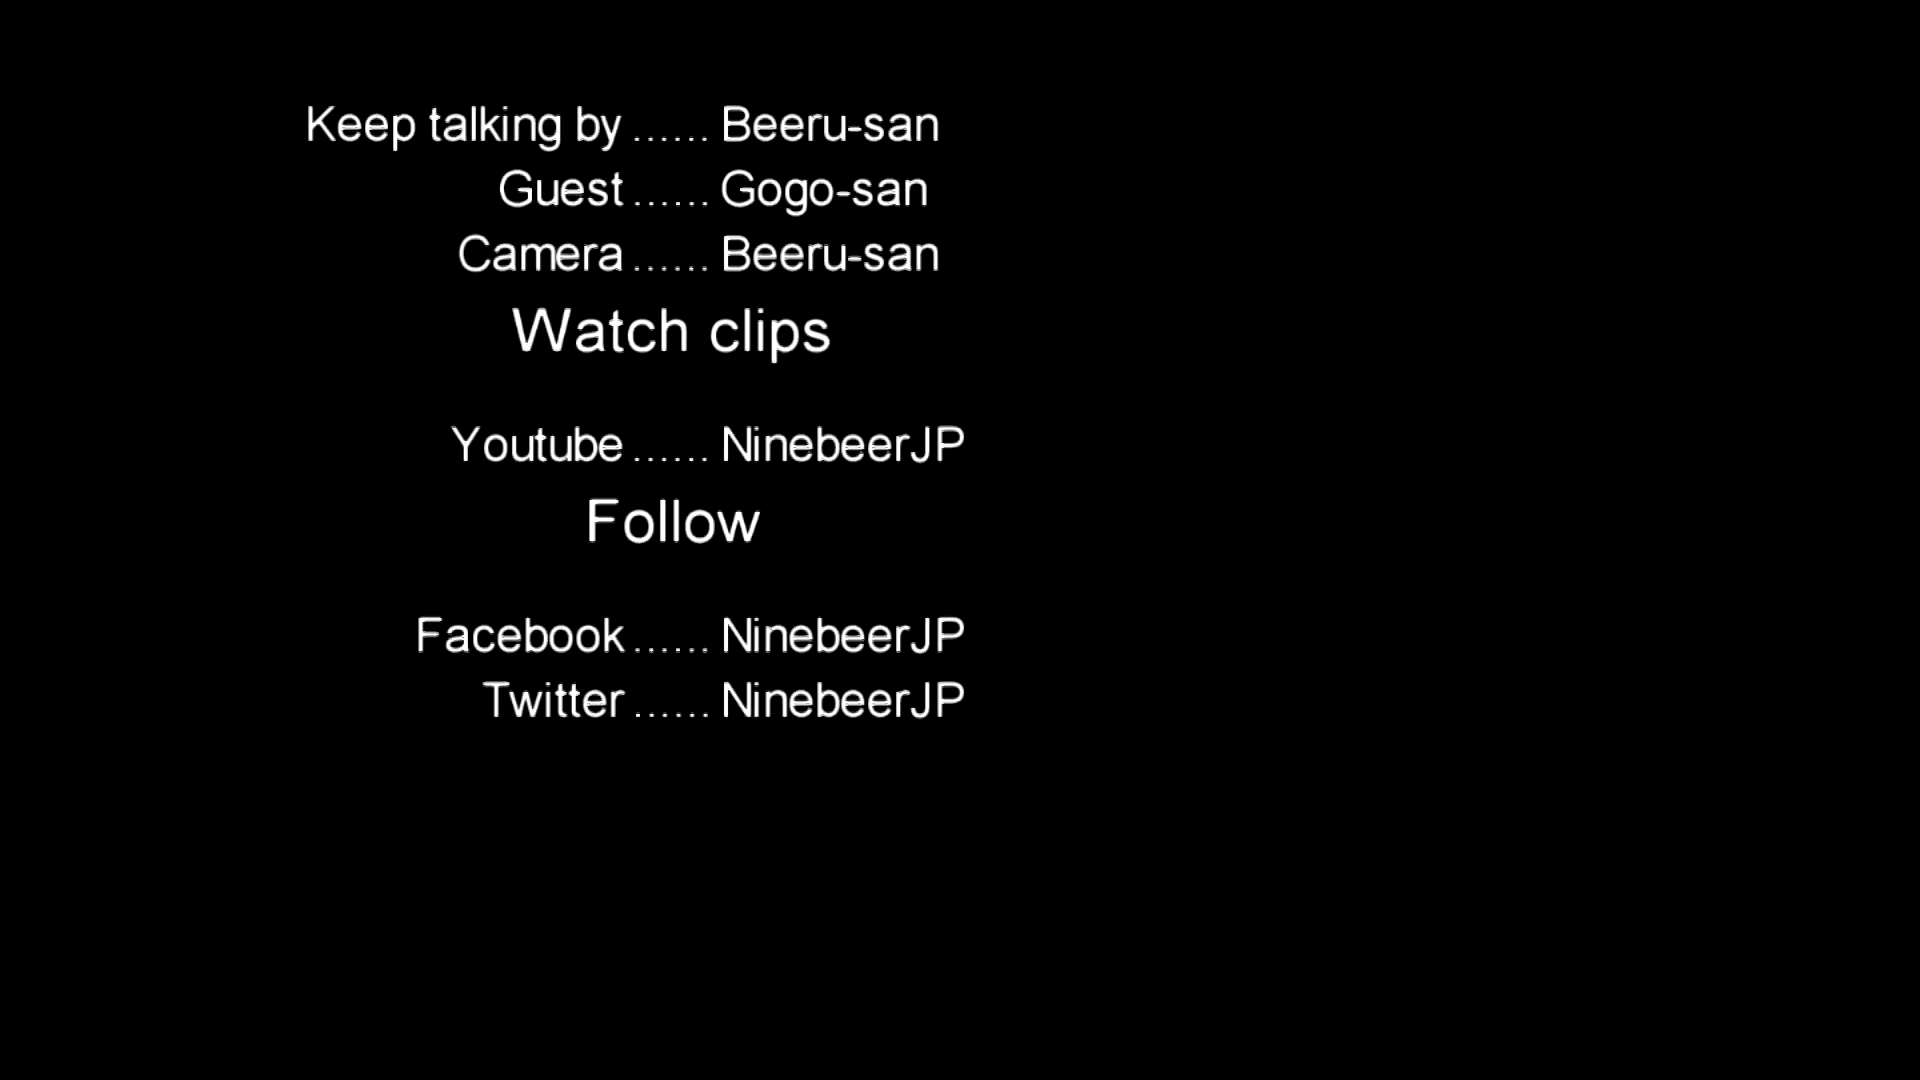 Keep talking by ...... Beeru-san
Guest ...... Gogo-san
Camera ...... Beeru-san
Watch clips
Youtube ...... NinebeerJP
Follow
Facebook ...... NinebeerJP
Twitter ...... NinebeerJP